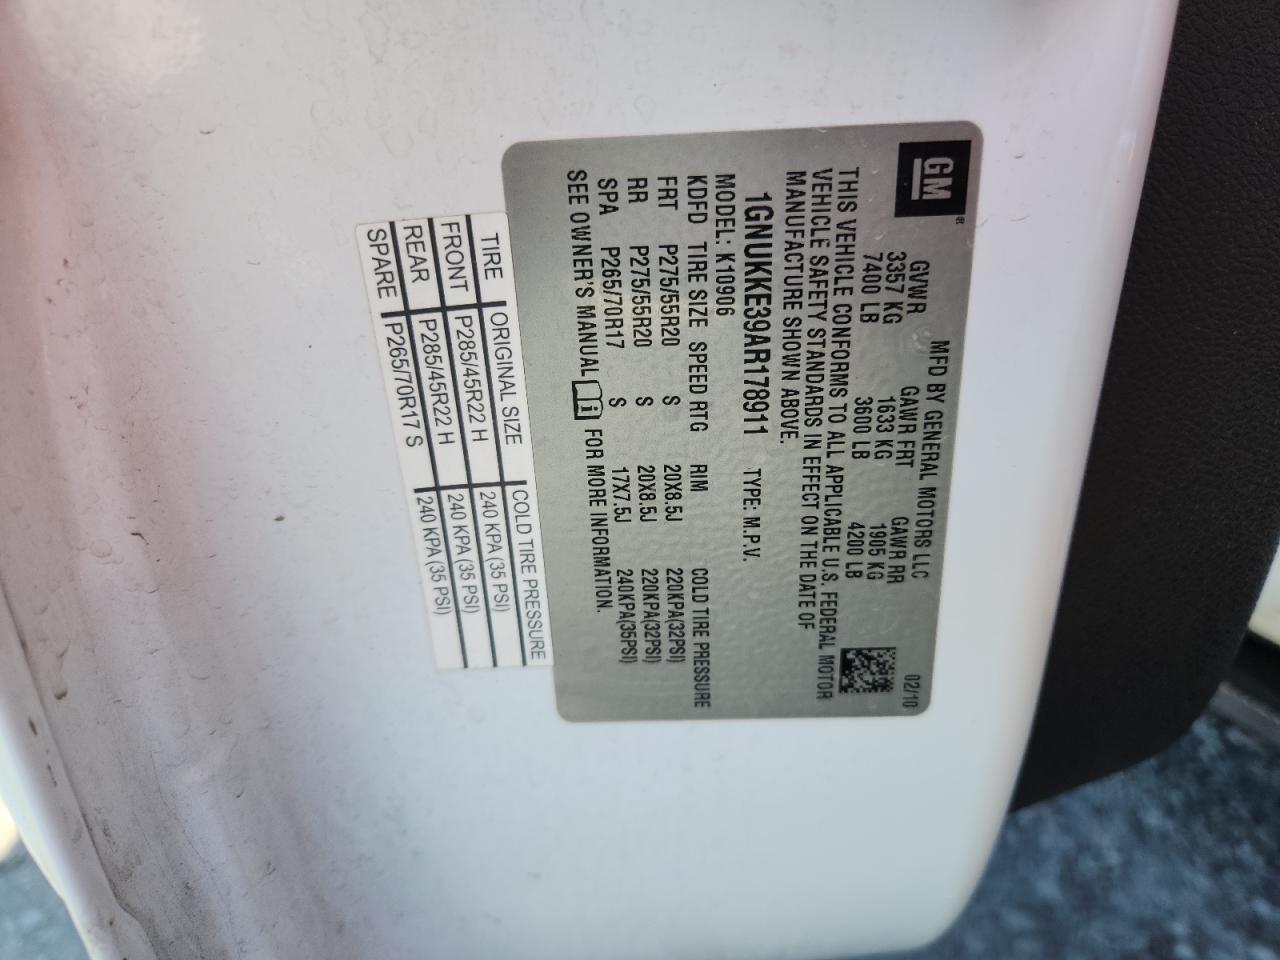 GM®
MFD BY GENERAL MOTORS LLC 02/10
GVWR GAWR FRT GAWR RR
3357 KG 1633 KG 1905 KG
7400 LB 3600 LB 4200 LB
THIS VEHICLE CONFORMS TO ALL APPLICABLE U.S. FEDERAL MOTOR
VEHICLE SAFETY STANDARDS IN EFFECT ON THE DATE OF
MANUFACTURE SHOWN ABOVE.
1GNUKKE39AR178911 TYPE: M.P.V.
MODEL: K10906
KDFD TIRE SIZE SPEED RTG RIM COLD TIRE PRESSURE
FRT P275/55R20 S 20X8.5J 220KPA(32PSI)
RR P275/55R20 S 20X8.5J 220KPA(32PSI)
SPA P265/70R17 S 17X7.5J 240KPA(35PSI)
SEE OWNER'S MANUAL i FOR MORE INFORMATION.
TIRE ORIGINAL SIZE COLD TIRE PRESSURE
FRONT P285/45R22 H 240 KPA (35 PSI)
REAR P285/45R22 H 240 KPA (35 PSI)
SPARE P265/70R17 S 240 KPA (35 PSI)